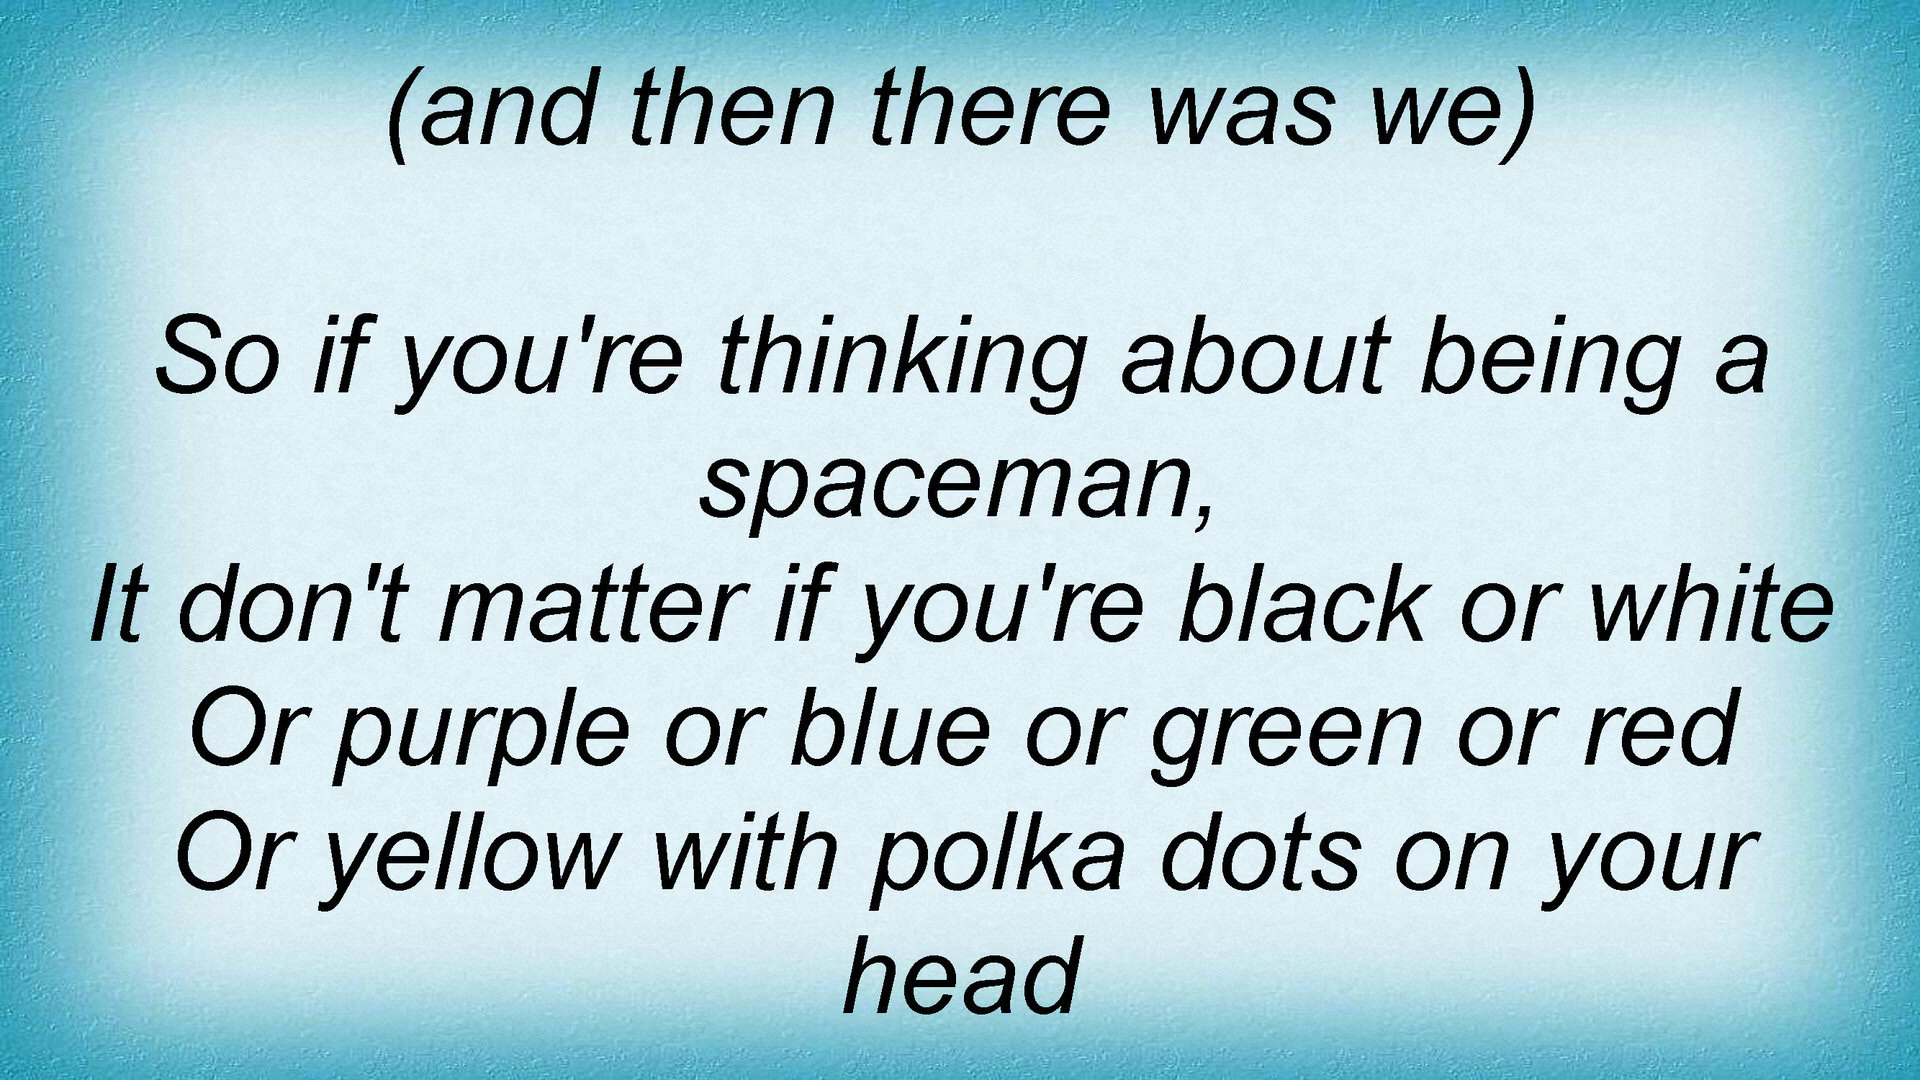 (and then there was we)
So if you're thinking about being a
spaceman,
It don't matter if you're black or white
Or purple or blue or green or red
Or yellow with polka dots on your
head